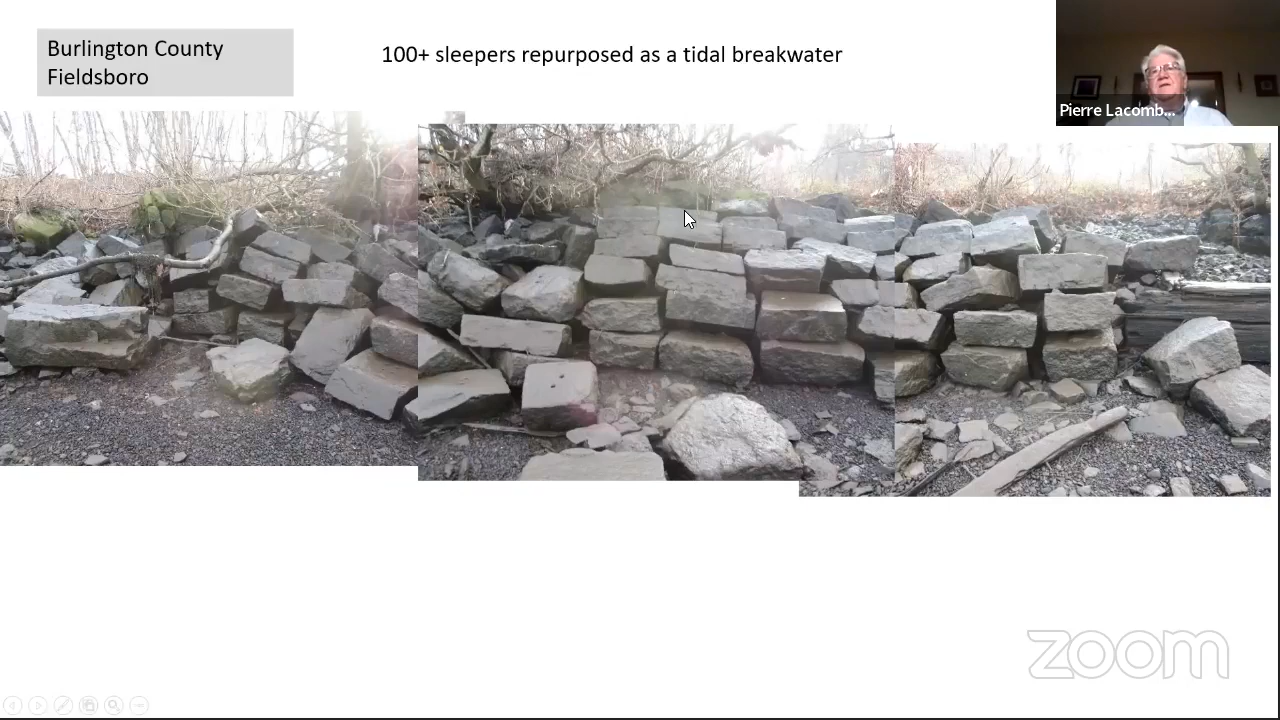 Burlington County
Fieldsboro
100+ sleepers repurposed as a tidal breakwater
Pierre Lacomb...
zoom